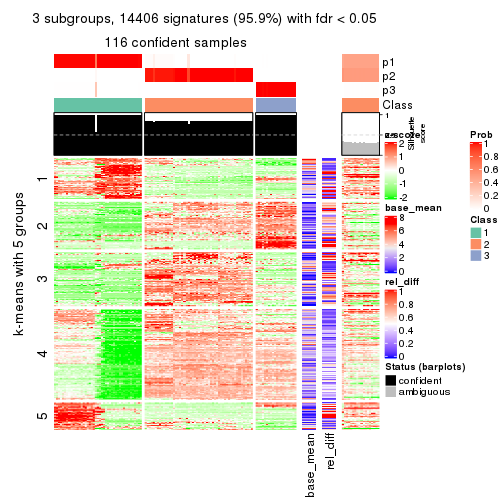 3 subgroups, 14406 signatures (95.9%) with fdr < 0.05
116 confident samples
p1
p2
p3
Class
1
Silhouette
score
z-score
2
1
0
-1
-2
base_mean
8
6
4
2
0
rel_diff
1
0.8
0.6
0.4
0.2
0
Status (barplots)
confident
ambiguous
Prob
1
0.8
0.6
0.4
0.2
0
Class
1
2
3
k-means with 5 groups
1
2
3
4
5
base_mean
rel_diff